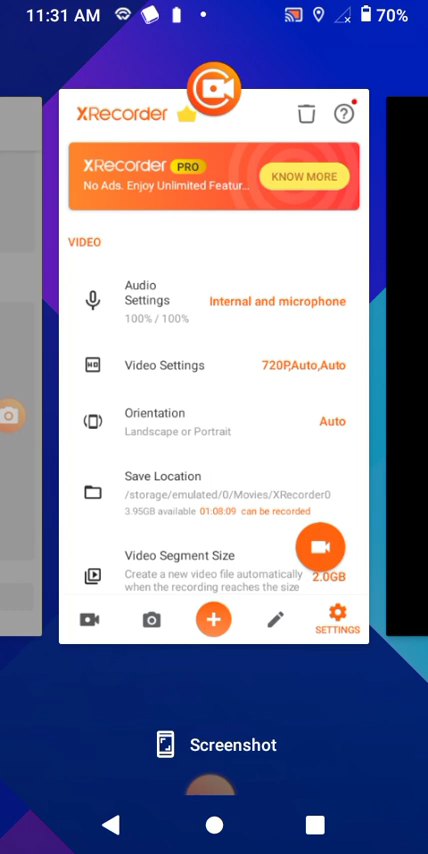 11:31 AM
70%
XRecorder
XRecorder PRO
No Ads. Enjoy Unlimited Featur...
KNOW MORE
VIDEO
Audio
Settings
Internal and microphone
100% / 100%
HD
Video Settings
720P,Auto,Auto
Orientation
Auto
Landscape or Portrait
Save Location
/storage/emulated/0/Movies/XRecorder0
3.95GB available 01:08:09 can be recorded
Video Segment Size
Create a new video file automatically
2.0GB
when the recording reaches the size
SETTINGS
Screenshot